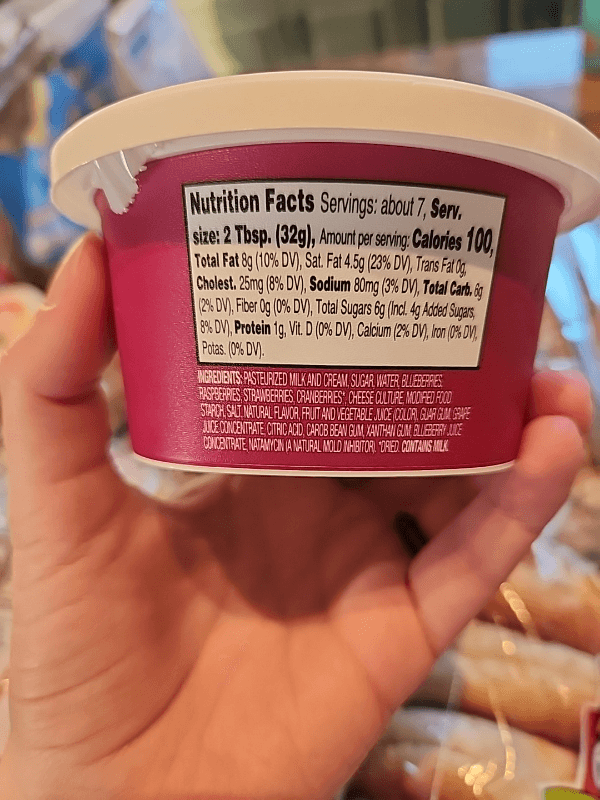 Nutrition Facts Servings: about 7, Serv.
size: 2 Tbsp. (32g), Amount per serving: Calories 100,
Total Fat 8g (10% DV), Sat. Fat 4.5g (23% DV), Trans Fat 0g,
Cholest. 25mg (8% DV), Sodium 80mg (3% DV), Total Carb. 6g
(2% DV), Fiber 0g (0% DV), Total Sugars 6g (Incl. 4g Added Sugars,
8% DV), Protein 1g, Vit. D (0% DV), Calcium (2% DV), Iron (0% DV),
Potas. (0% DV).
INGREDIENTS: PASTEURIZED MILK AND CREAM, SUGAR, WATER, BLUEBERRIES,
RASPBERRIES, STRAWBERRIES, CRANBERRIES*, CHEESE CULTURE, MODIFIED FOOD
STARCH, SALT, NATURAL FLAVOR, FRUIT AND VEGETABLE JUICE (COLOR), GUAR GUM, GRAPE
JUICE CONCENTRATE, CITRIC ACID, CAROB BEAN GUM, XANTHAN GUM, BLUEBERRY JUICE
CONCENTRATE, NATAMYCIN (A NATURAL MOLD INHIBITOR). *DRIED. CONTAINS MILK.